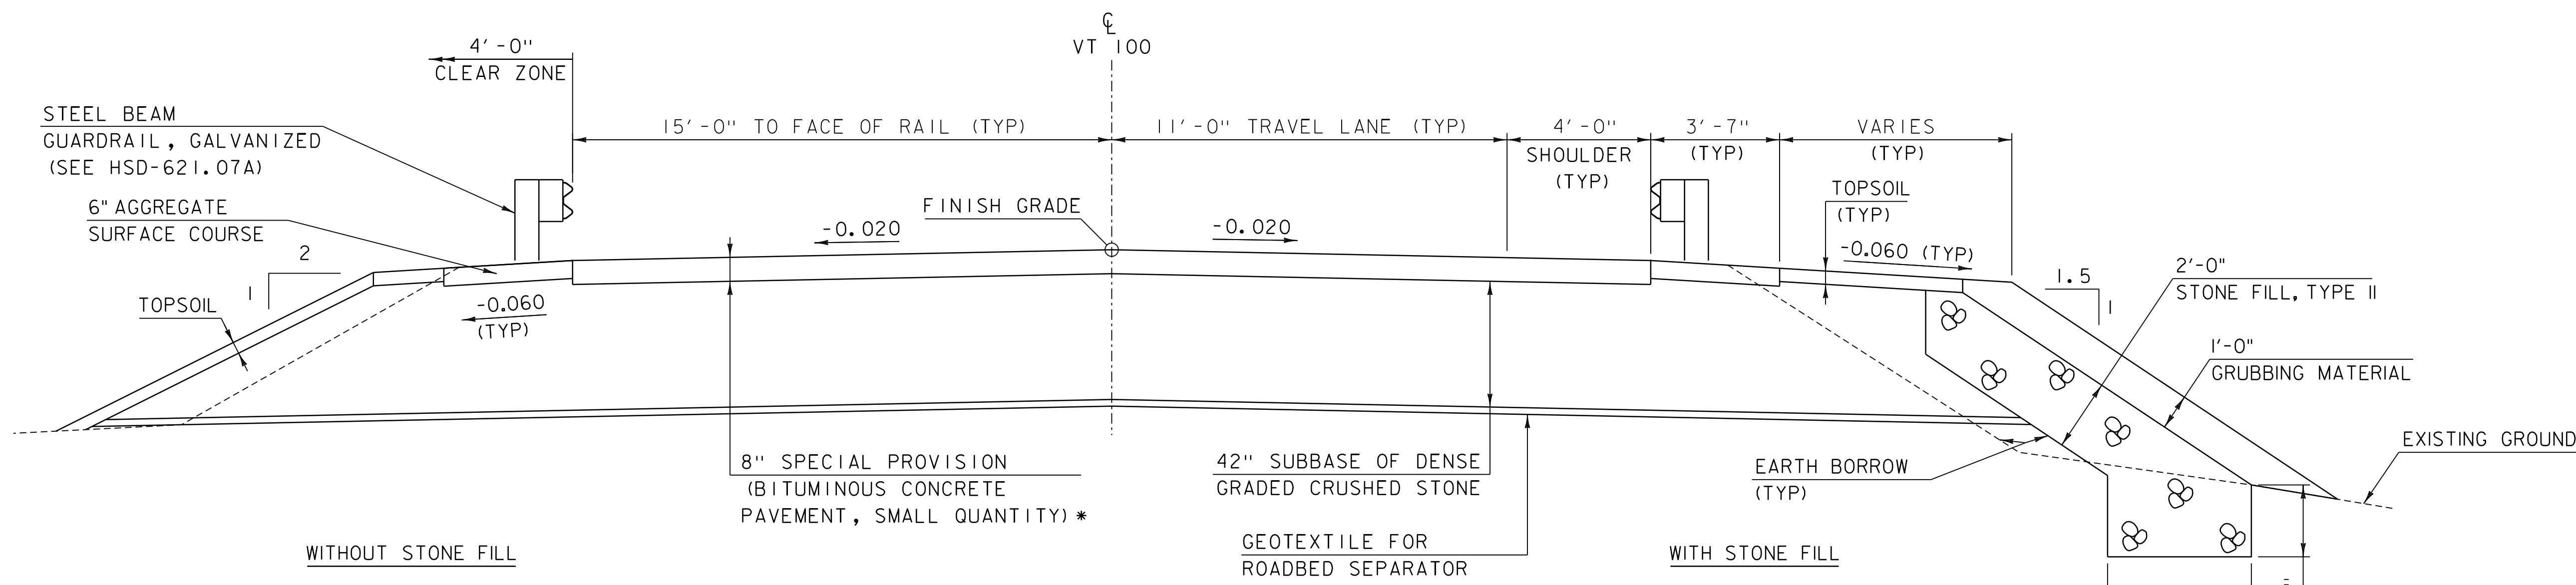 ℄
VT 100
4'-0"
CLEAR ZONE
STEEL BEAM
GUARDRAIL, GALVANIZED
(SEE HSD-621.07A)
6" AGGREGATE
SURFACE COURSE
2
1
TOPSOIL
-0.060
(TYP)
15'-0" TO FACE OF RAIL (TYP)
11'-0" TRAVEL LANE (TYP)
4'-0"
SHOULDER
(TYP)
3'-7"
(TYP)
VARIES
(TYP)
FINISH GRADE
-0.020
-0.020
TOPSOIL
(TYP)
-0.060 (TYP)
1.5
1
2'-0"
STONE FILL, TYPE II
1'-0"
GRUBBING MATERIAL
EXISTING GROUND
EARTH BORROW
(TYP)
8" SPECIAL PROVISION
(BITUMINOUS CONCRETE
PAVEMENT, SMALL QUANTITY) *
42" SUBBASE OF DENSE
GRADED CRUSHED STONE
GEOTEXTILE FOR
ROADBED SEPARATOR
WITHOUT STONE FILL
WITH STONE FILL